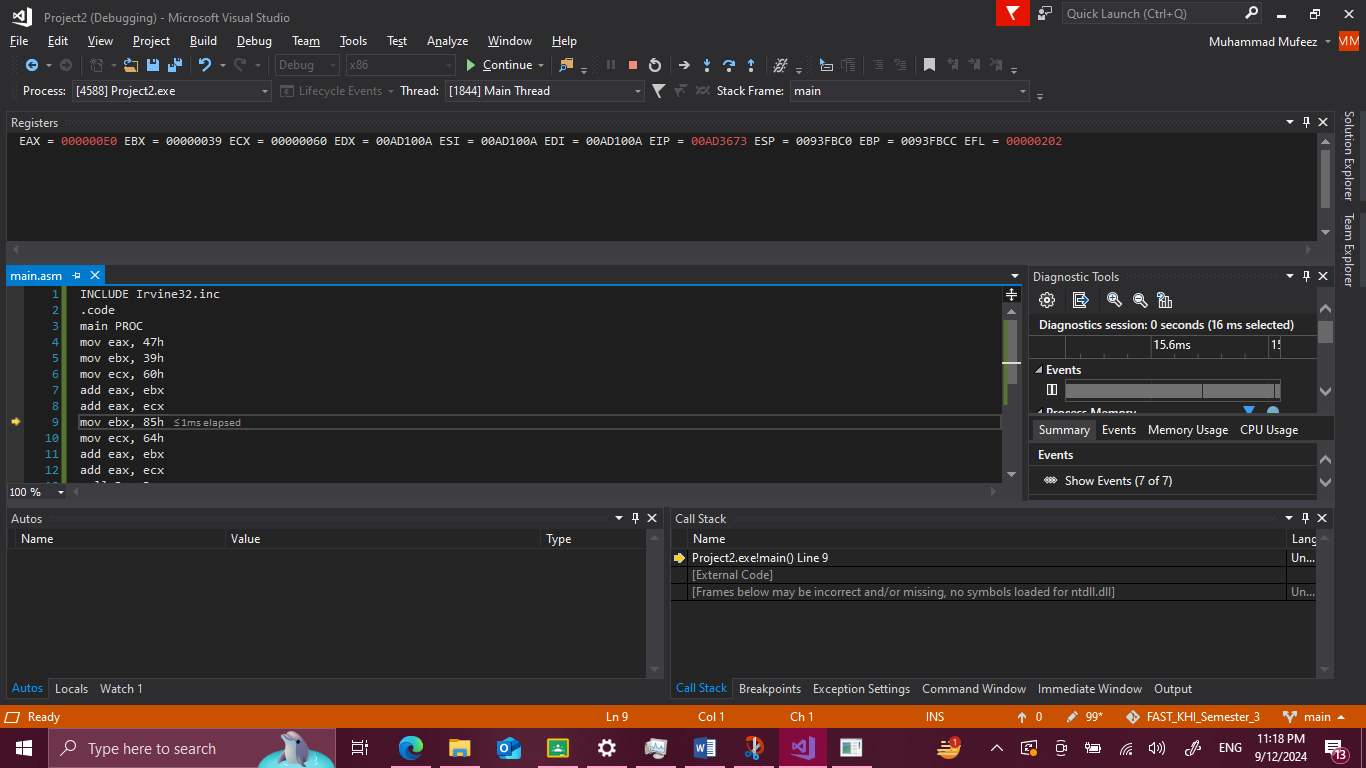 Project2 (Debugging) - Microsoft Visual Studio
Quick Launch (Ctrl+Q)
File Edit View Project Build Debug Team Tools Test Analyze Window Help
Muhammad Mufeez MM
Debug x86 Continue
Process: [4588] Project2.exe Lifecycle Events Thread: [1844] Main Thread Stack Frame: main
Registers
EAX = 000000E0 EBX = 00000039 ECX = 00000060 EDX = 00AD100A ESI = 00AD100A EDI = 00AD100A EIP = 00AD3673 ESP = 0093FBC0 EBP = 0093FBCC EFL = 00000202
Solution Explorer
Team Explorer
main.asm
1 INCLUDE Irvine32.inc
2 .code
3 main PROC
4 mov eax, 47h
5 mov ebx, 39h
6 mov ecx, 60h
7 add eax, ebx
8 add eax, ecx
9 mov ebx, 85h ≤1ms elapsed
10 mov ecx, 64h
11 add eax, ebx
12 add eax, ecx
100 %
Diagnostic Tools
Diagnostics session: 0 seconds (16 ms selected)
15.6ms
Events
Process Memory
Summary Events Memory Usage CPU Usage
Events
Show Events (7 of 7)
Autos
Name Value Type
Autos Locals Watch 1
Call Stack
Name Lang
Project2.exe!main() Line 9 Un...
[External Code]
[Frames below may be incorrect and/or missing, no symbols loaded for ntdll.dll] Un...
Call Stack Breakpoints Exception Settings Command Window Immediate Window Output
Ready Ln 9 Col 1 Ch 1 INS 0 99* FAST_KHI_Semester_3 main
Type here to search
1
ENG
11:18 PM
9/12/2024
13